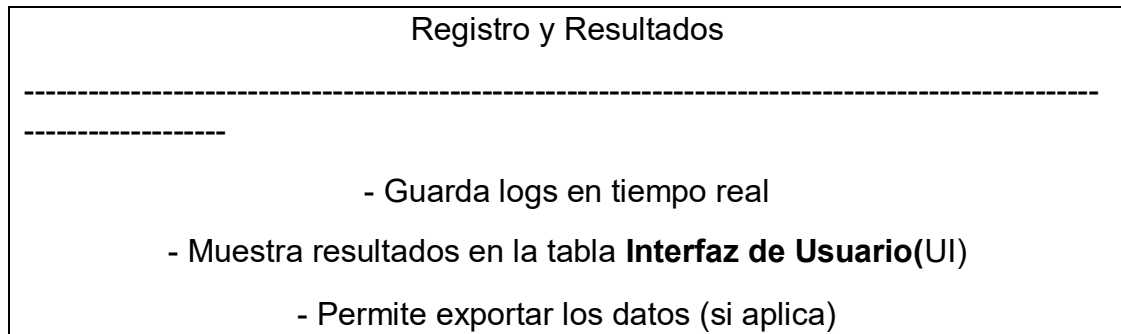 Registro y Resultados
----------------------------------------------------------------------------------------------------
-------------------
- Guarda logs en tiempo real
- Muestra resultados en la tabla Interfaz de Usuario(UI)
- Permite exportar los datos (si aplica)